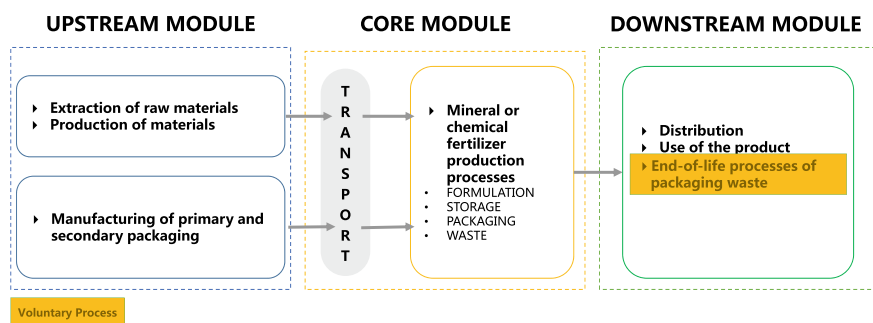 UPSTREAM MODULE
CORE MODULE
DOWNSTREAM MODULE
Extraction of raw materials
Production of materials
Manufacturing of primary and
secondary packaging
T
R
A
N
S
P
O
R
T
Mineral or
chemical
fertilizer
production
processes
• FORMULATION
• STORAGE
• PACKAGING
• WASTE
Distribution
Use of the product
End-of-life processes of
packaging waste
Voluntary Process